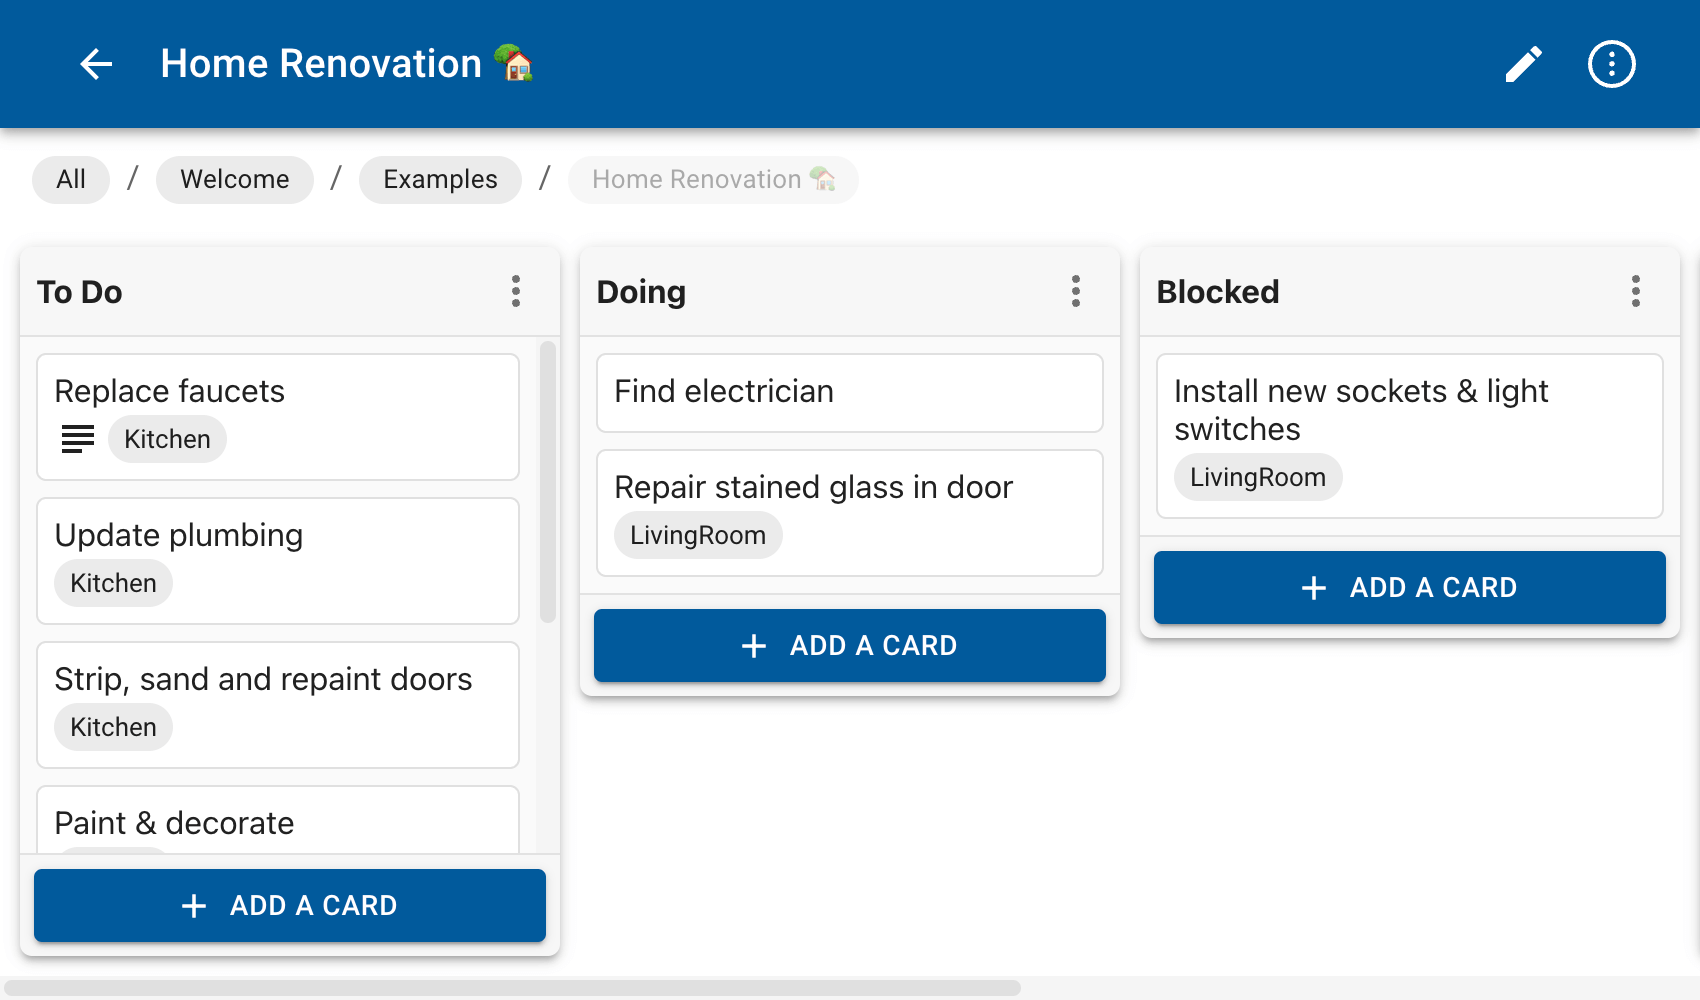 Home Renovation 🏡
All / Welcome / Examples / Home Renovation 🏡
To Do
Replace faucets
Kitchen
Update plumbing
Kitchen
Strip, sand and repaint doors
Kitchen
Paint & decorate
+ ADD A CARD
Doing
Find electrician
Repair stained glass in door
LivingRoom
+ ADD A CARD
Blocked
Install new sockets & light
switches
LivingRoom
+ ADD A CARD